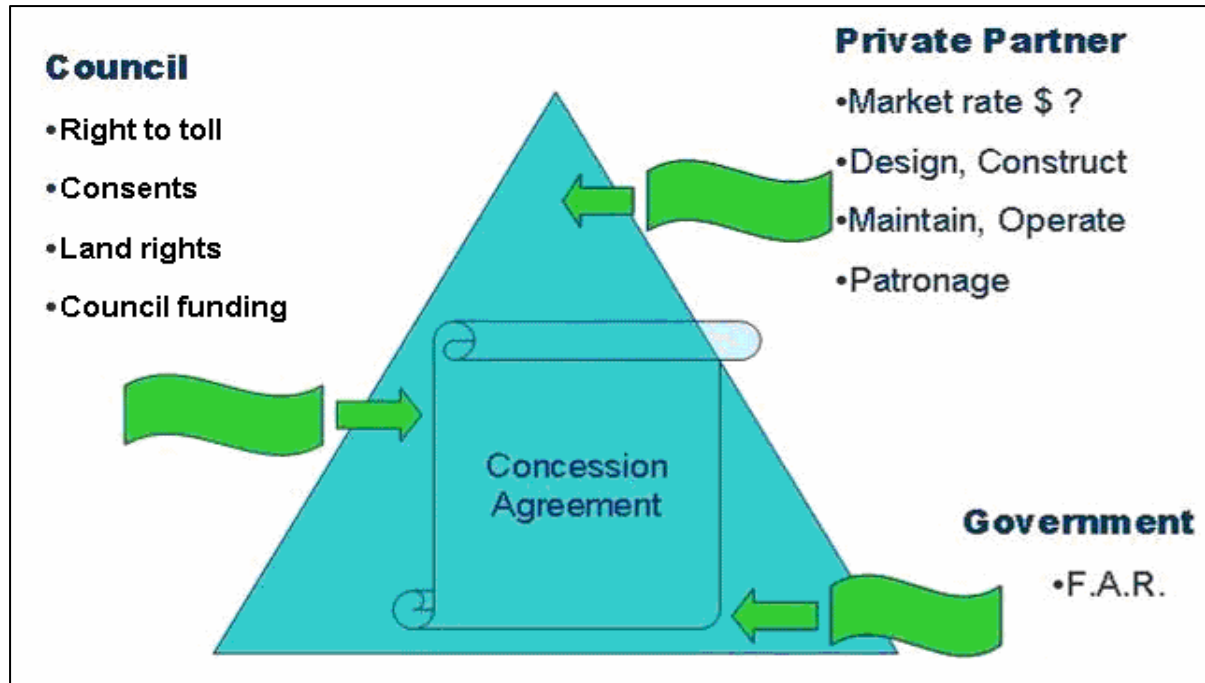 Council
•Right to toll
•Consents
•Land rights
•Council funding
Private Partner
•Market rate $ ?
•Design, Construct
•Maintain, Operate
•Patronage
Concession
Agreement
Government
•F.A.R.